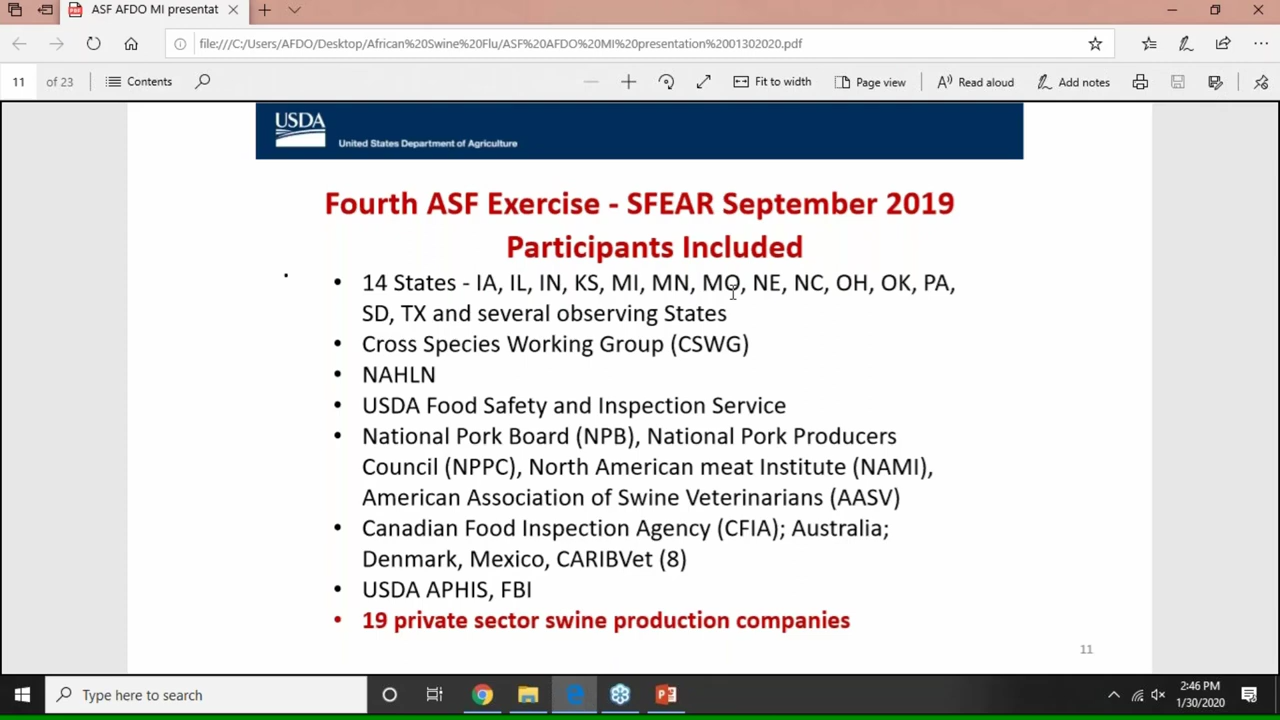 ASF AFDO MI presentat
file:///C:/Users/AFDO/Desktop/African%20Swine%20Flu/ASF%20AFDO%20MI%20presentation%2001302020.pdf
11 of 23 Contents Fit to width Page view Read aloud Add notes
USDA
United States Department of Agriculture
Fourth ASF Exercise - SFEAR September 2019
Participants Included
• 14 States - IA, IL, IN, KS, MI, MN, MO, NE, NC, OH, OK, PA,
SD, TX and several observing States
• Cross Species Working Group (CSWG)
• NAHLN
• USDA Food Safety and Inspection Service
• National Pork Board (NPB), National Pork Producers
Council (NPPC), North American meat Institute (NAMI),
American Association of Swine Veterinarians (AASV)
• Canadian Food Inspection Agency (CFIA); Australia;
Denmark, Mexico, CARIBVet (8)
• USDA APHIS, FBI
• 19 private sector swine production companies
11
Type here to search
2:46 PM
1/30/2020